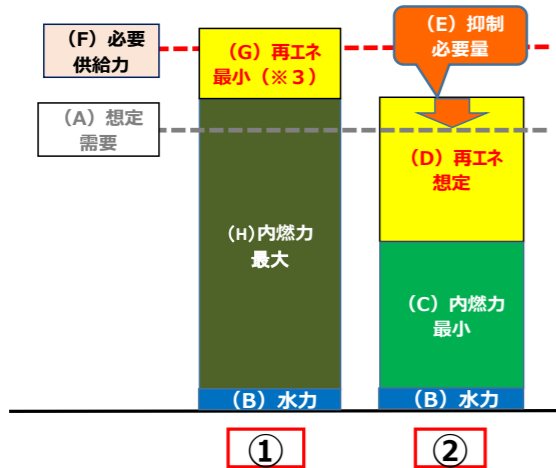 （F）必要
供給力
（A）想定
需要
（G）再エネ
最小（※３）
（H）内燃力
最大
（B）水力
①
（E）抑制
必要量
（D）再エネ
想定
（C）内燃力
最小
（B）水力
②